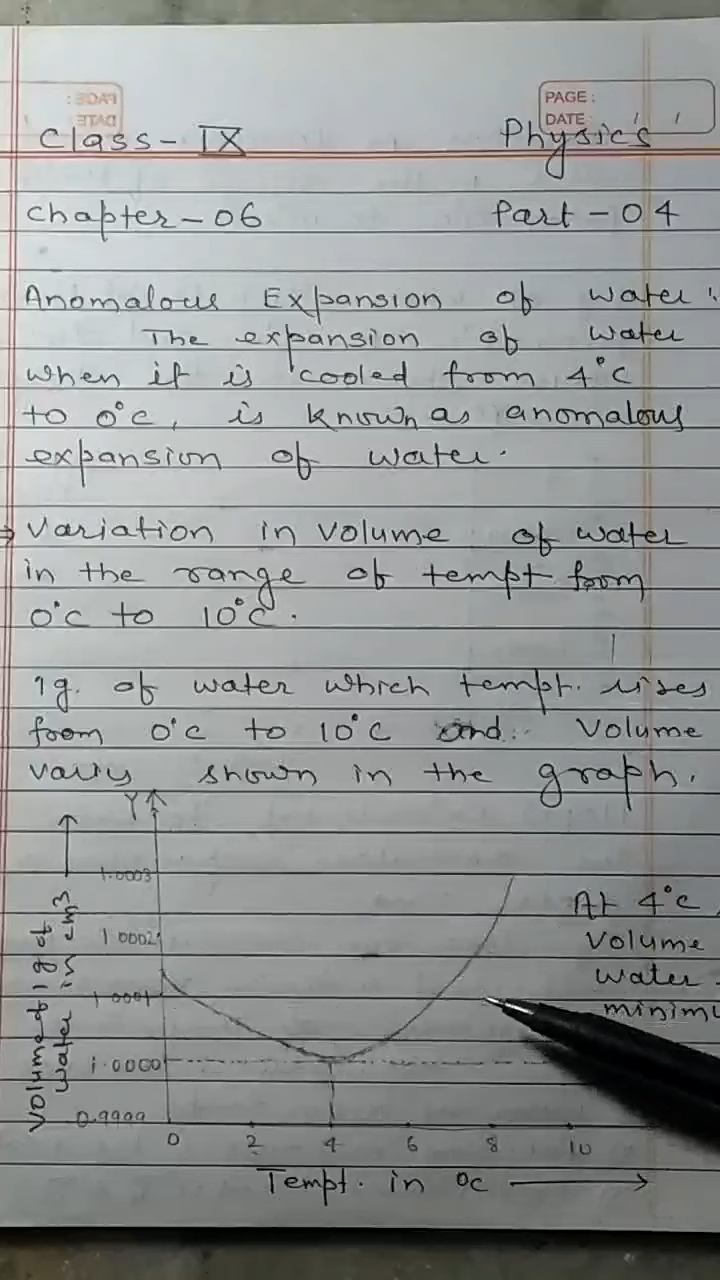 PAGE :
DATE : / /
Class - IX Physics
Chapter - 06 Part - 04
Anomalous Expansion of water :
The expansion of water
when it is cooled from 4°C
to 0°C, is known as anomalous
expansion of water.
⇒ Variation in volume of water
in the range of tempt from
0°C to 10°C.
1g. of water which tempt. rises
from 0°C to 10°C and Volume
vary shown in the graph.
Y
1.0003
1.0002
1.0001
1.0000
0.9999
Volume of 1g of
water in cm3
At 4°C
Volume
water
minimu
0 2 4 6 8 10
Tempt. in °C